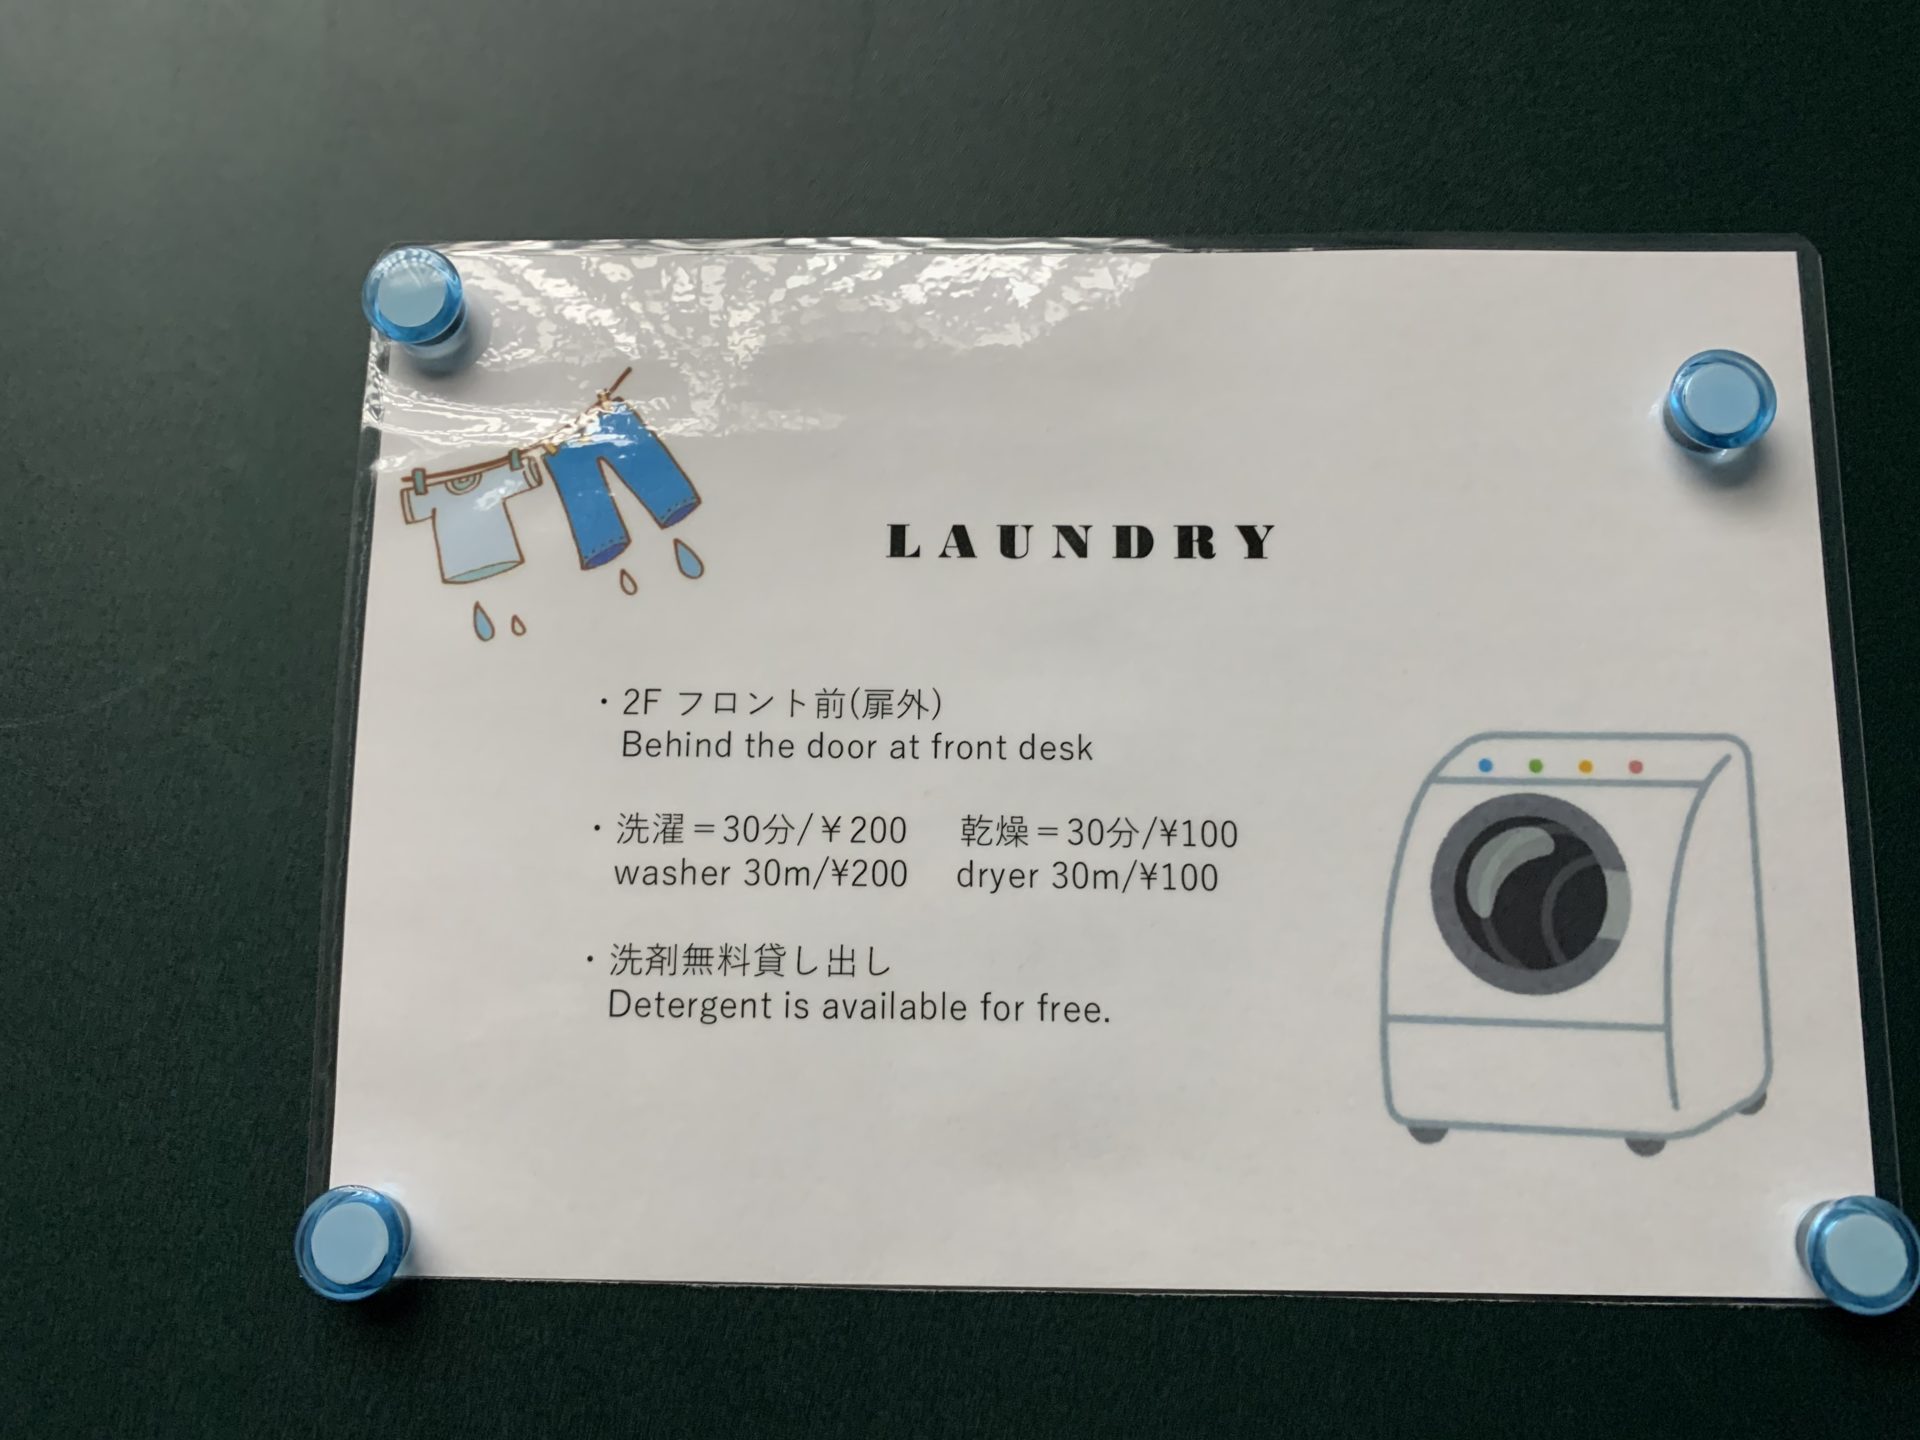 LAUNDRY
・2F フロント前(扉外)
Behind the door at front desk
・洗濯＝30分/￥200 乾燥＝30分/¥100
washer 30m/¥200 dryer 30m/¥100
・洗剤無料貸し出し
Detergent is available for free.